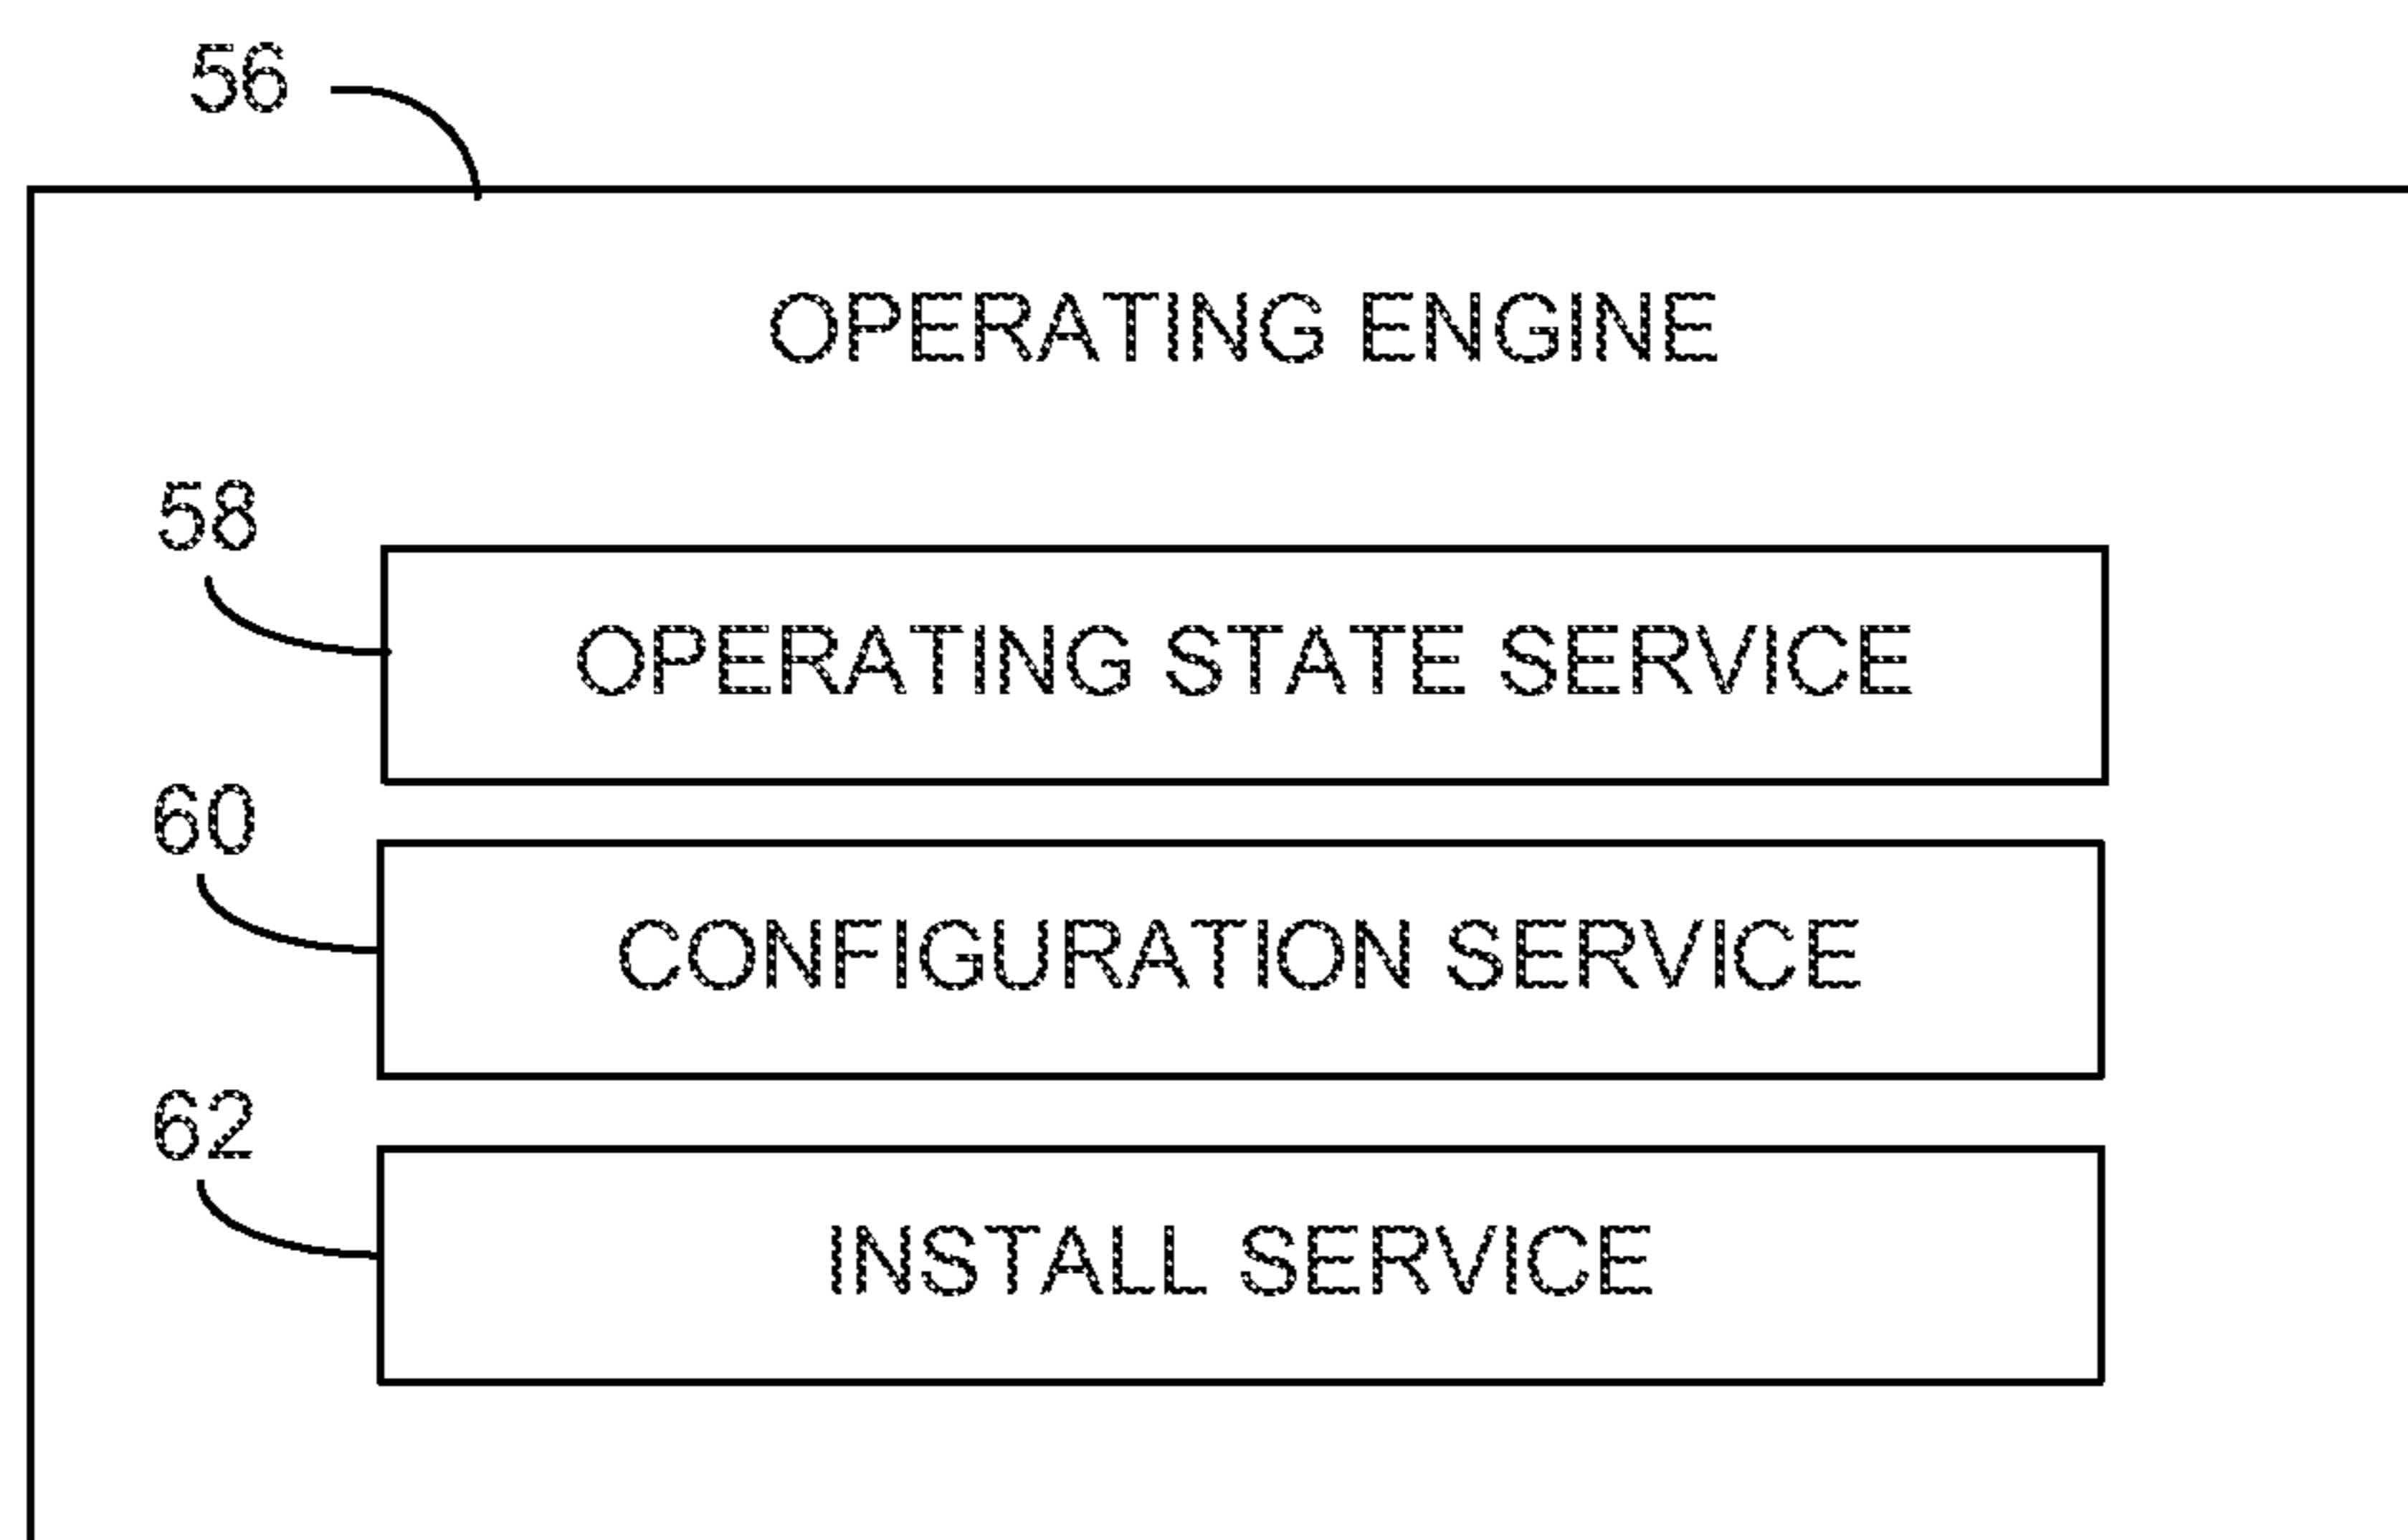 56
OPERATING ENGINE
58
OPERATING STATE SERVICE
60
CONFIGURATION SERVICE
62
INSTALL SERVICE